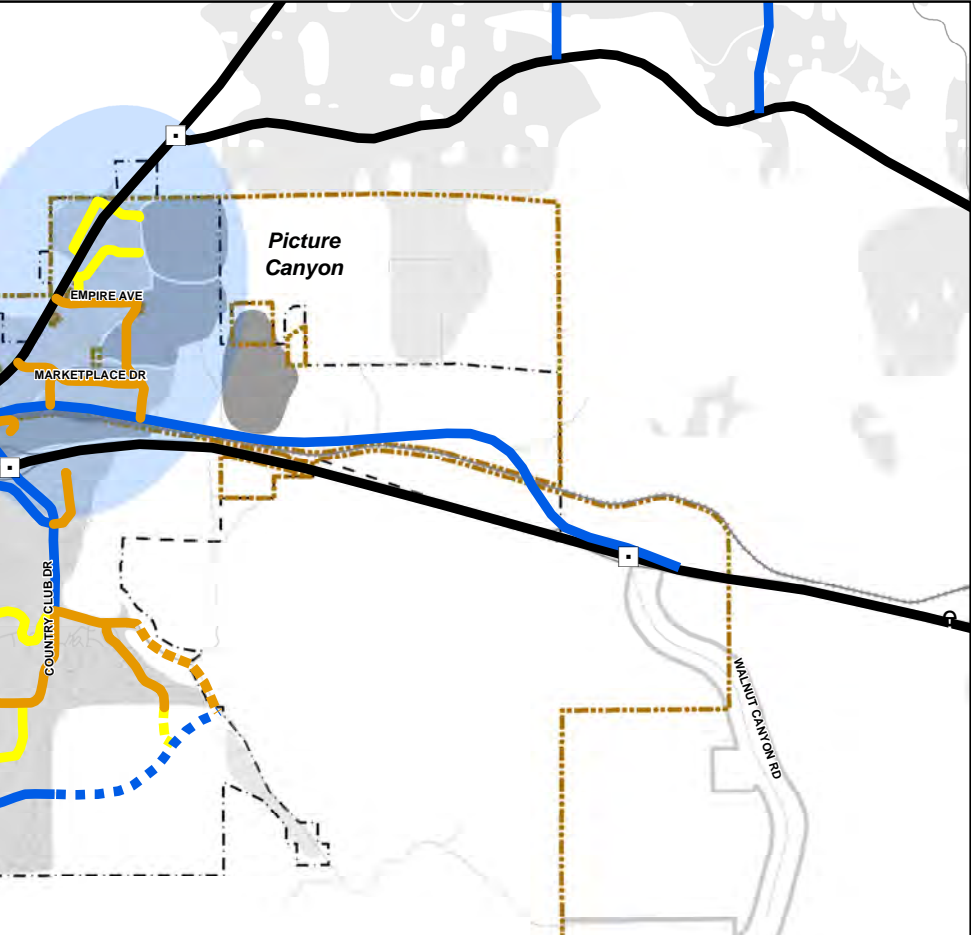 Picture
Canyon
EMPIRE AVE
MARKETPLACE DR
COUNTRY CLUB DR
WALNUT CANYON RD